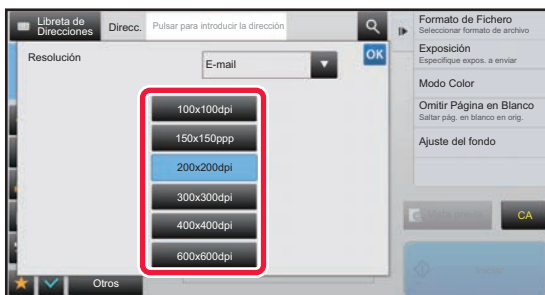 Libreta de
Direcciones
Direcc.
Pulsar para introducir la dirección
Resolución
E-mail
OK
100x100dpi
150x150ppp
200x200dpi
300x300dpi
400x400dpi
600x600dpi
Otros
Formato de Fichero
Seleccionar formato de archivo
Exposición
Especifique expos. a enviar
Modo Color
Omitir Página en Blanco
Saltar pág. en blanco en orig.
Ajuste del fondo
CA